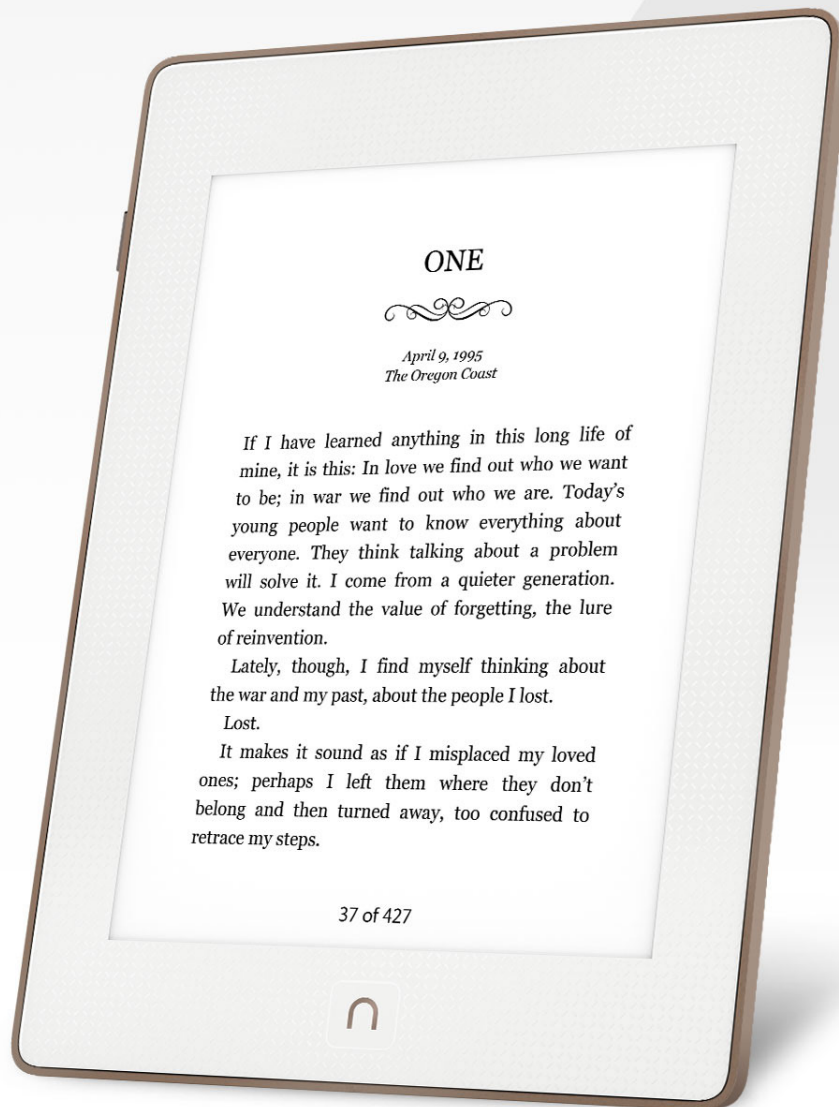 ONE
April 9, 1995
The Oregon Coast
If I have learned anything in this long life of
mine, it is this: In love we find out who we want
to be; in war we find out who we are. Today’s
young people want to know everything about
everyone. They think talking about a problem
will solve it. I come from a quieter generation.
We understand the value of forgetting, the lure
of reinvention.
Lately, though, I find myself thinking about
the war and my past, about the people I lost.
Lost.
It makes it sound as if I misplaced my loved
ones; perhaps I left them where they don’t
belong and then turned away, too confused to
retrace my steps.
37 of 427
n